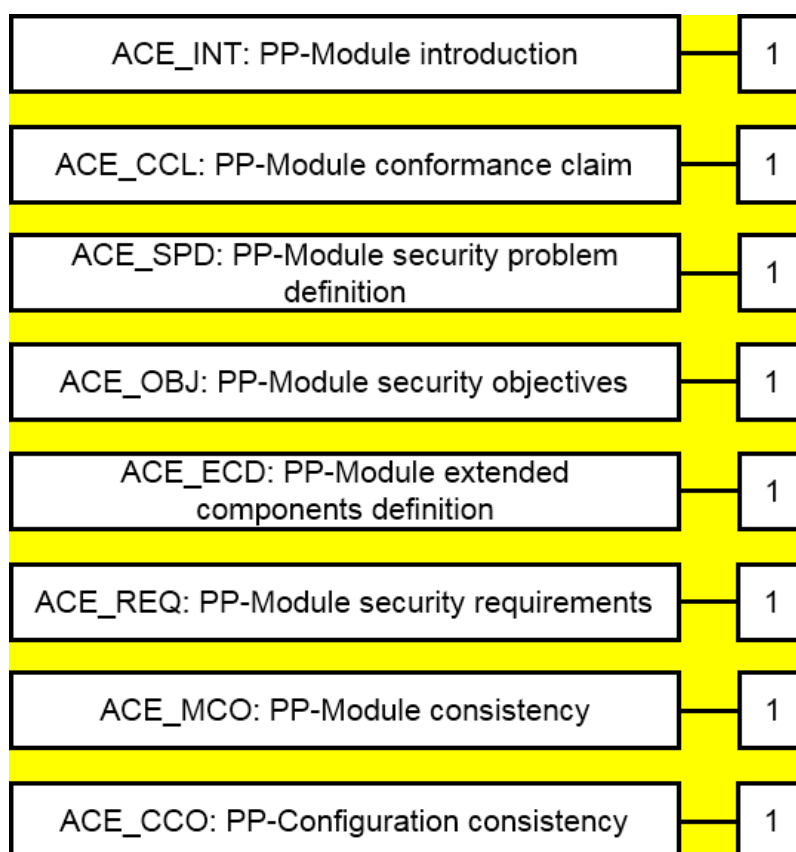 ACE_INT: PP-Module introduction 1
ACE_CCL: PP-Module conformance claim 1
ACE_SPD: PP-Module security problem
definition 1
ACE_OBJ: PP-Module security objectives 1
ACE_ECD: PP-Module extended
components definition 1
ACE_REQ: PP-Module security requirements 1
ACE_MCO: PP-Module consistency 1
ACE_CCO: PP-Configuration consistency 1